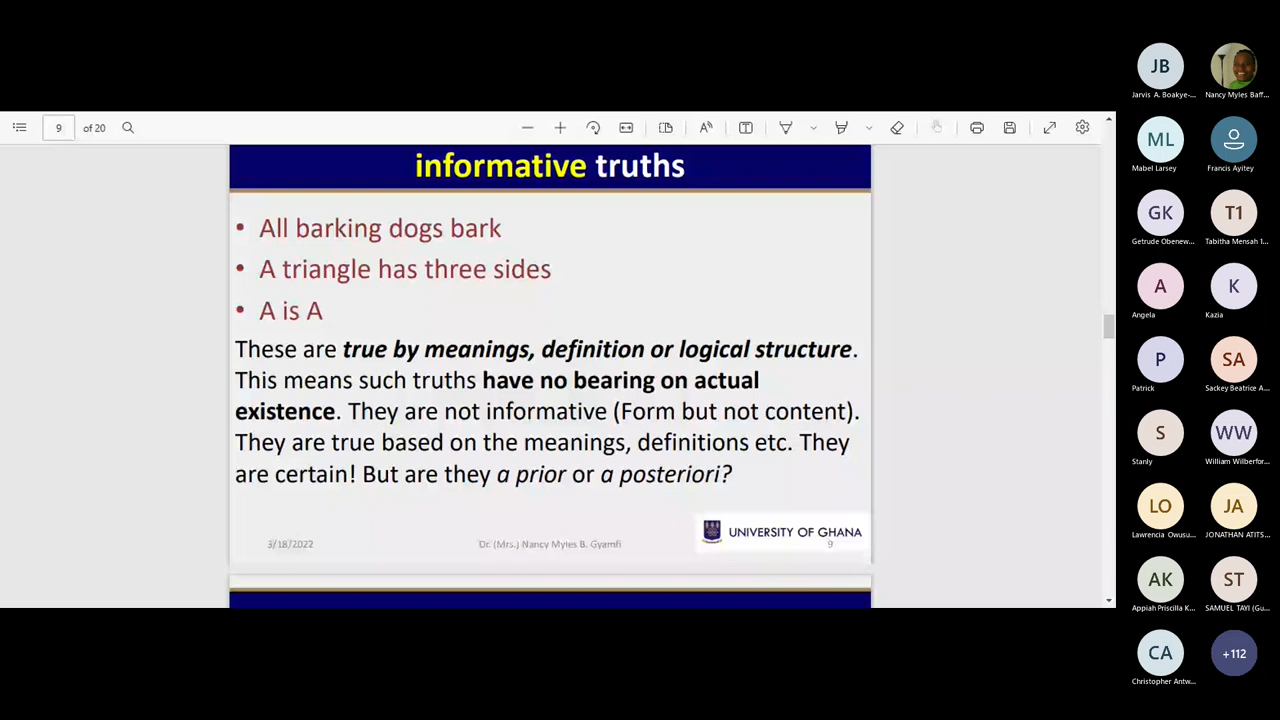 JB
Jarvis A. Boakye-...
Nancy Myles Baff...
9 of 20
ML
Mabel Larsey
Francis Ayitey
informative truths
• All barking dogs bark
• A triangle has three sides
• A is A
These are true by meanings, definition or logical structure.
This means such truths have no bearing on actual
existence. They are not informative (Form but not content).
They are true based on the meanings, definitions etc. They
are certain! But are they a prior or a posteriori?
UNIVERSITY OF GHANA
3/18/2022 Dr. (Mrs.) Nancy Myles B. Gyamfi 9
GK T1
Getrude Obenew... Tabitha Mensah 1...
A K
Angela Kazia
P SA
Patrick Sackey Beatrice A...
S WW
Stanly William Wilberfor...
LO JA
Lawrencia Owusu... JONATHAN ATITS...
AK ST
Appiah Priscilla K... SAMUEL TAYI (Gu...
CA +112
Christopher Antw...